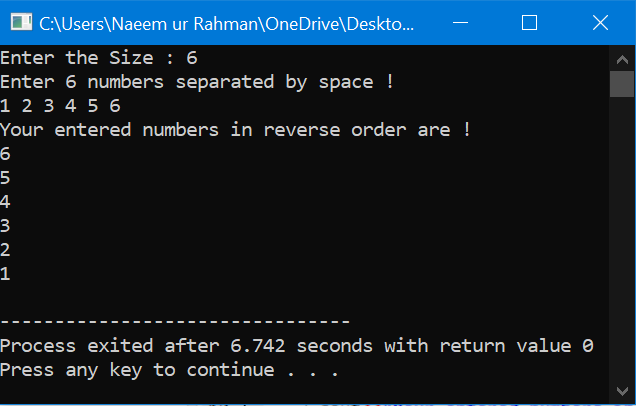 C:\Users\Naeem ur Rahman\OneDrive\Deskto...
Enter the Size : 6
Enter 6 numbers separated by space !
1 2 3 4 5 6
Your entered numbers in reverse order are !
6
5
4
3
2
1
--------------------------------
Process exited after 6.742 seconds with return value 0
Press any key to continue . . .